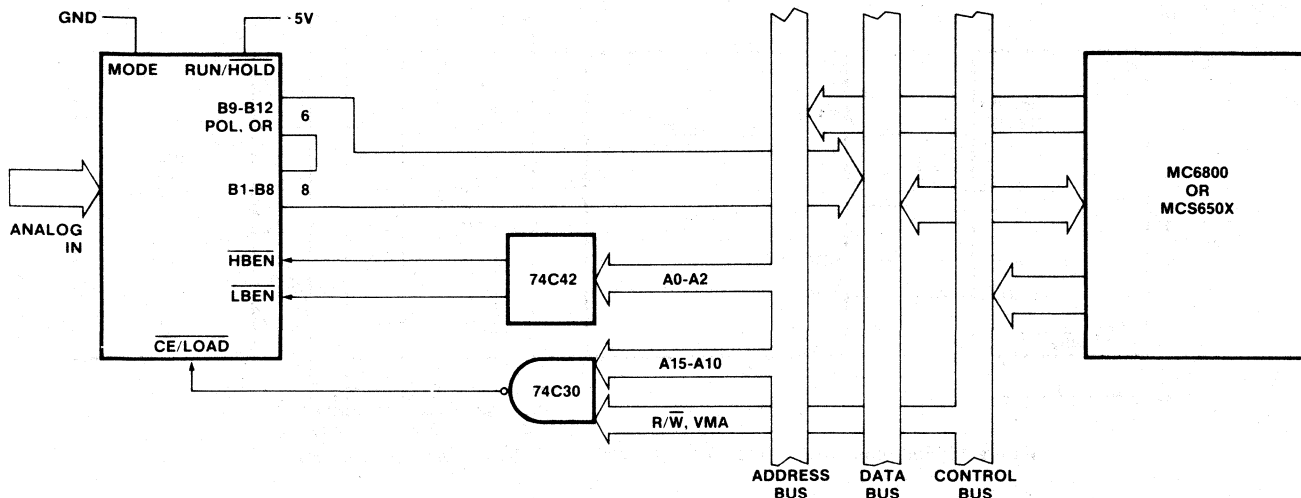 GND
5V
MODE RUN/HOLD
B9-B12 6
POL, OR
B1-B8 8
ANALOG
IN
HBEN
LBEN
CE/LOAD
74C42
A0-A2
74C30
A15-A10
R/W, VMA
MC6800
OR
MCS650X
ADDRESS
BUS
DATA
BUS
CONTROL
BUS